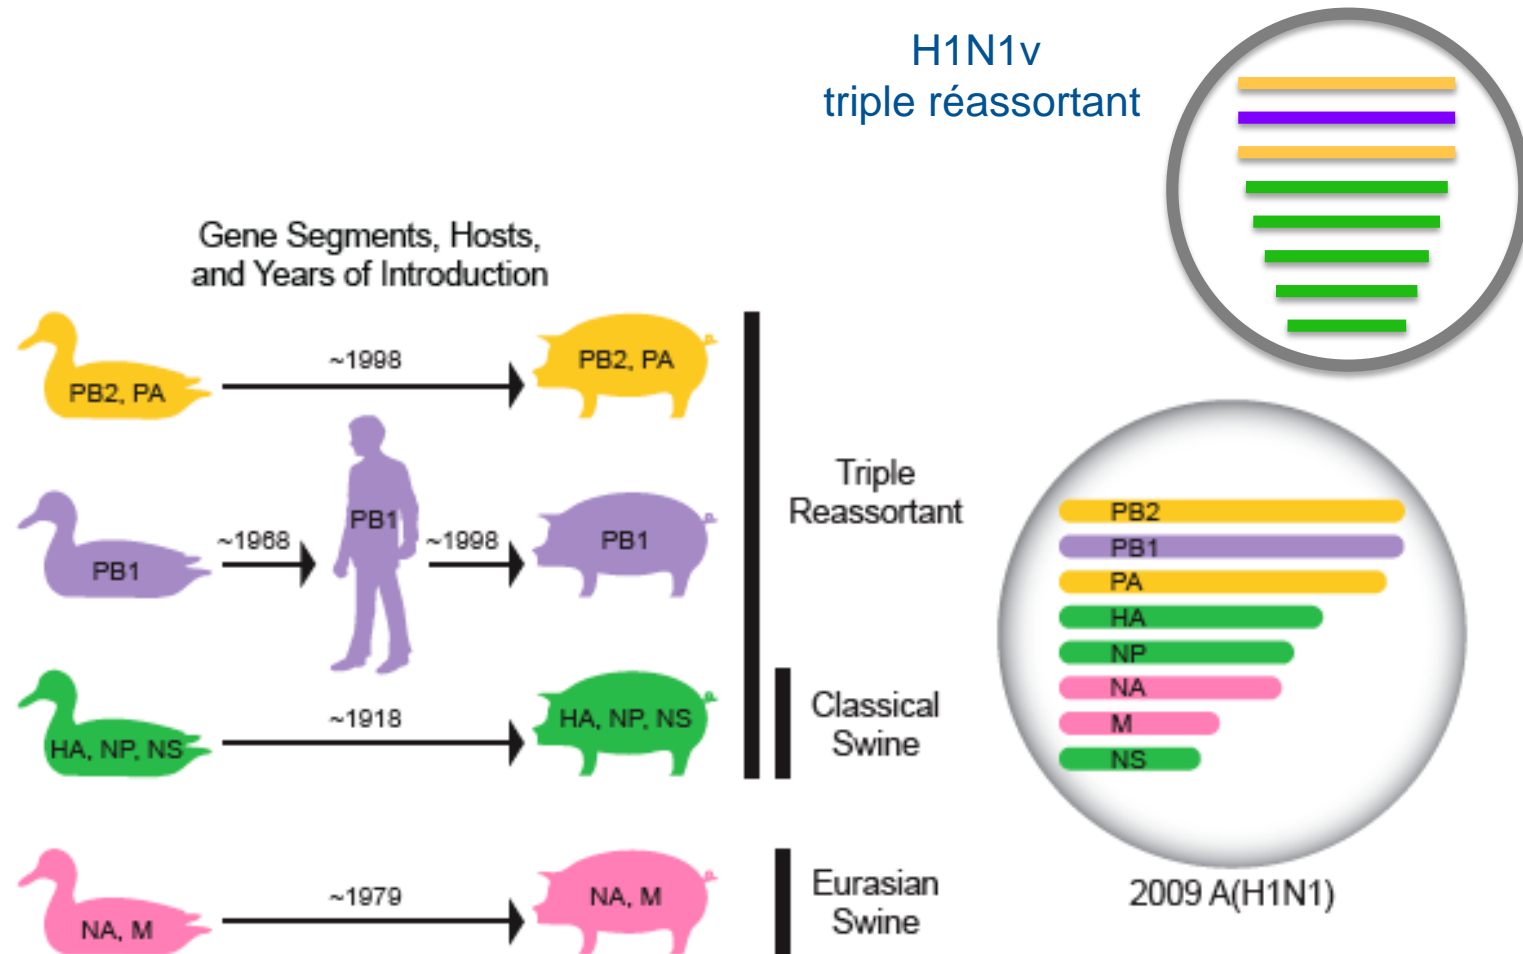 H1N1v
triple réassortant
Gene Segments, Hosts,
and Years of Introduction
PB2, PA
~1998
PB2, PA
PB1
~1968
PB1
~1998
PB1
HA, NP, NS
~1918
HA, NP, NS
NA, M
~1979
NA, M
Triple
Reassortant
Classical
Swine
Eurasian
Swine
PB2
PB1
PA
HA
NP
NA
M
NS
2009 A(H1N1)